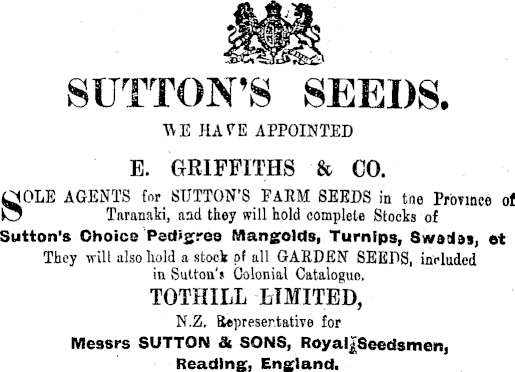 SUTTON'S SEEDS.
WE HAVE APPOINTED
E. GRIFFITHS & CO.
SOLE AGENTS for SUTTON'S FARM SEEDS in tne Province of
Taranaki, and they will hold complete Stocks of
Sutton's Choice Pedigree Mangolds, Turnips, Swedes, et
They will also hold a stock of all GARDEN SEEDS, included
in Sutton's Colonial Catalogue.
TOTHILL LIMITED,
N.Z. Representative for
Messrs SUTTON & SONS, Royal Seedsmen,
Reading, England.